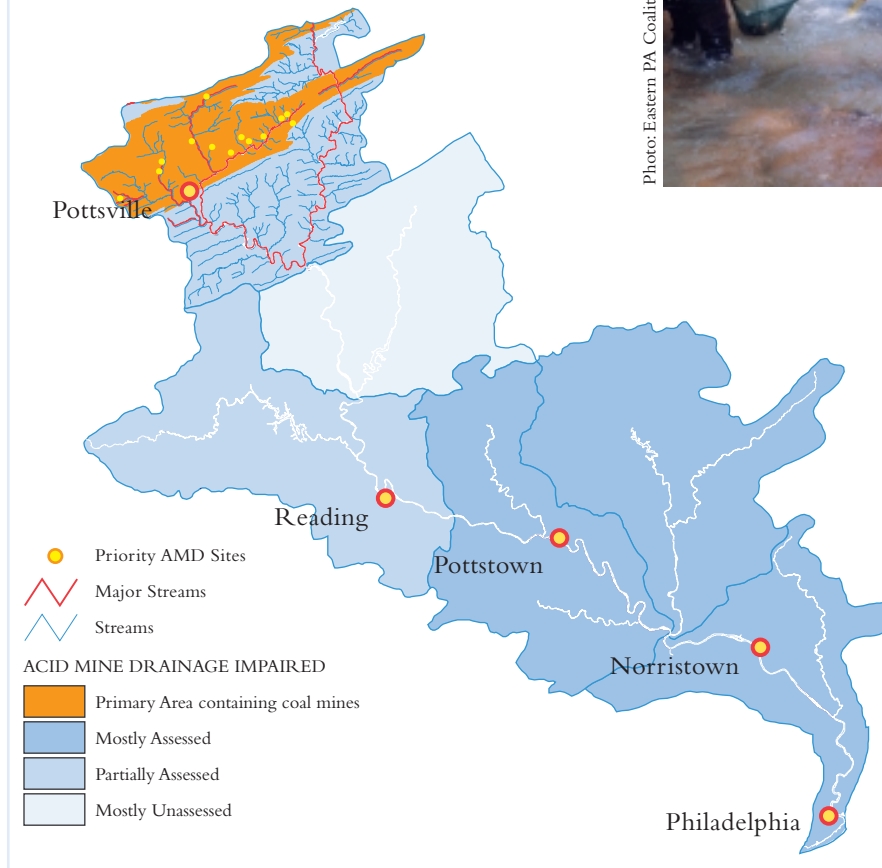 Photo: Eastern PA Coalit
Pottsville
Reading
Pottstown
Norristown
Philadelphia
Priority AMD Sites
Major Streams
Streams
ACID MINE DRAINAGE IMPAIRED
Primary Area containing coal mines
Mostly Assessed
Partially Assessed
Mostly Unassessed